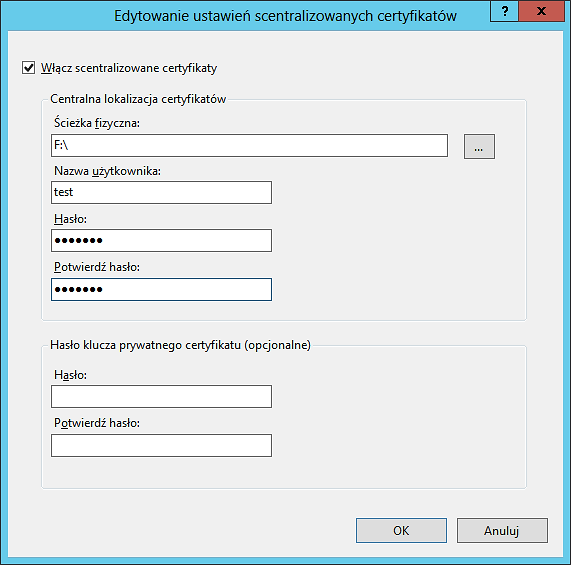 Edytowanie ustawień scentralizowanych certyfikatów
? x
Włącz scentralizowane certyfikaty
Centralna lokalizacja certyfikatów
Ścieżka fizyczna:
F:\
...
Nazwa użytkownika:
test
Hasło:
●●●●●●●
Potwierdź hasło:
●●●●●●●
Hasło klucza prywatnego certyfikatu (opcjonalne)
Hasło:
Potwierdź hasło:
OK Anuluj